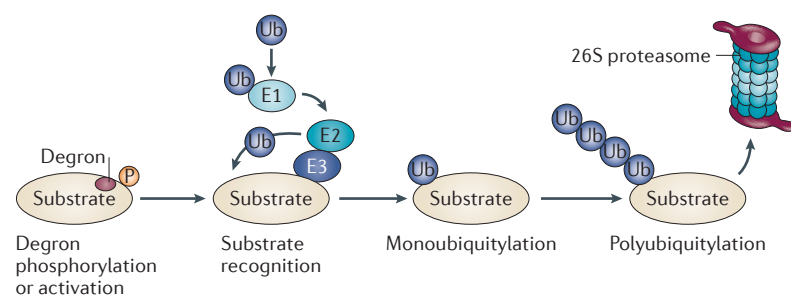 Ub
26S proteasome
Ub
E1
Ub
E2
Ub
Ub
Ub
Degron
P
E3
Ub
Ub
Substrate
Substrate
Substrate
Substrate
Degron
phosphorylation
or activation
Substrate
recognition
Monoubiquitylation
Polyubiquitylation